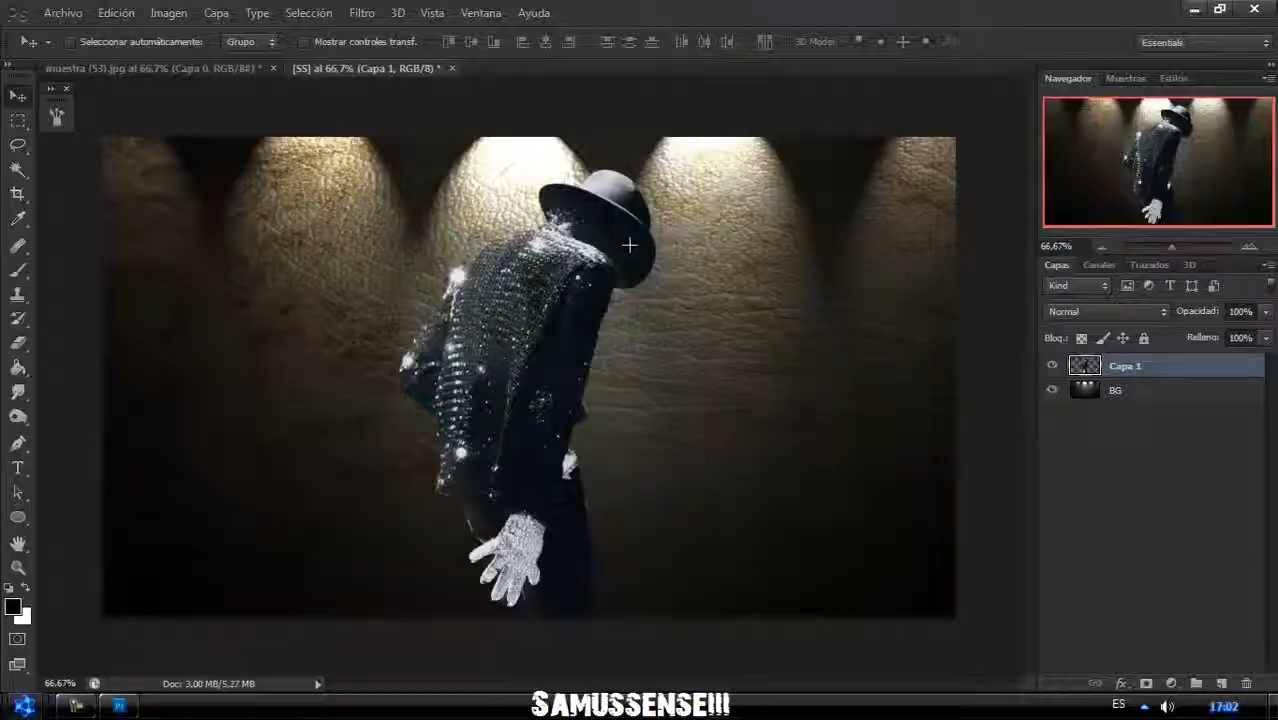 Ps Archivo Edición Imagen Capa Type Selección Filtro 3D Vista Ventana Ayuda
Seleccionar automáticamente: Grupo Mostrar controles transf. 3D Mode: Essentials
muestra (53).jpg al 66,7% (Capa 0, RGB/8#) * [SS] al 66,7% (Capa 1, RGB/8) *
Navegador Muestras Estilos
66,67%
Capas Canales Trazados 3D
Kind
Normal Opacidad: 100%
Bloq.: Relleno: 100%
Capa 1
BG
66,67% Doc: 3,00 MB/5,27 MB
SAMUSSENSE!!!
ES 17:02